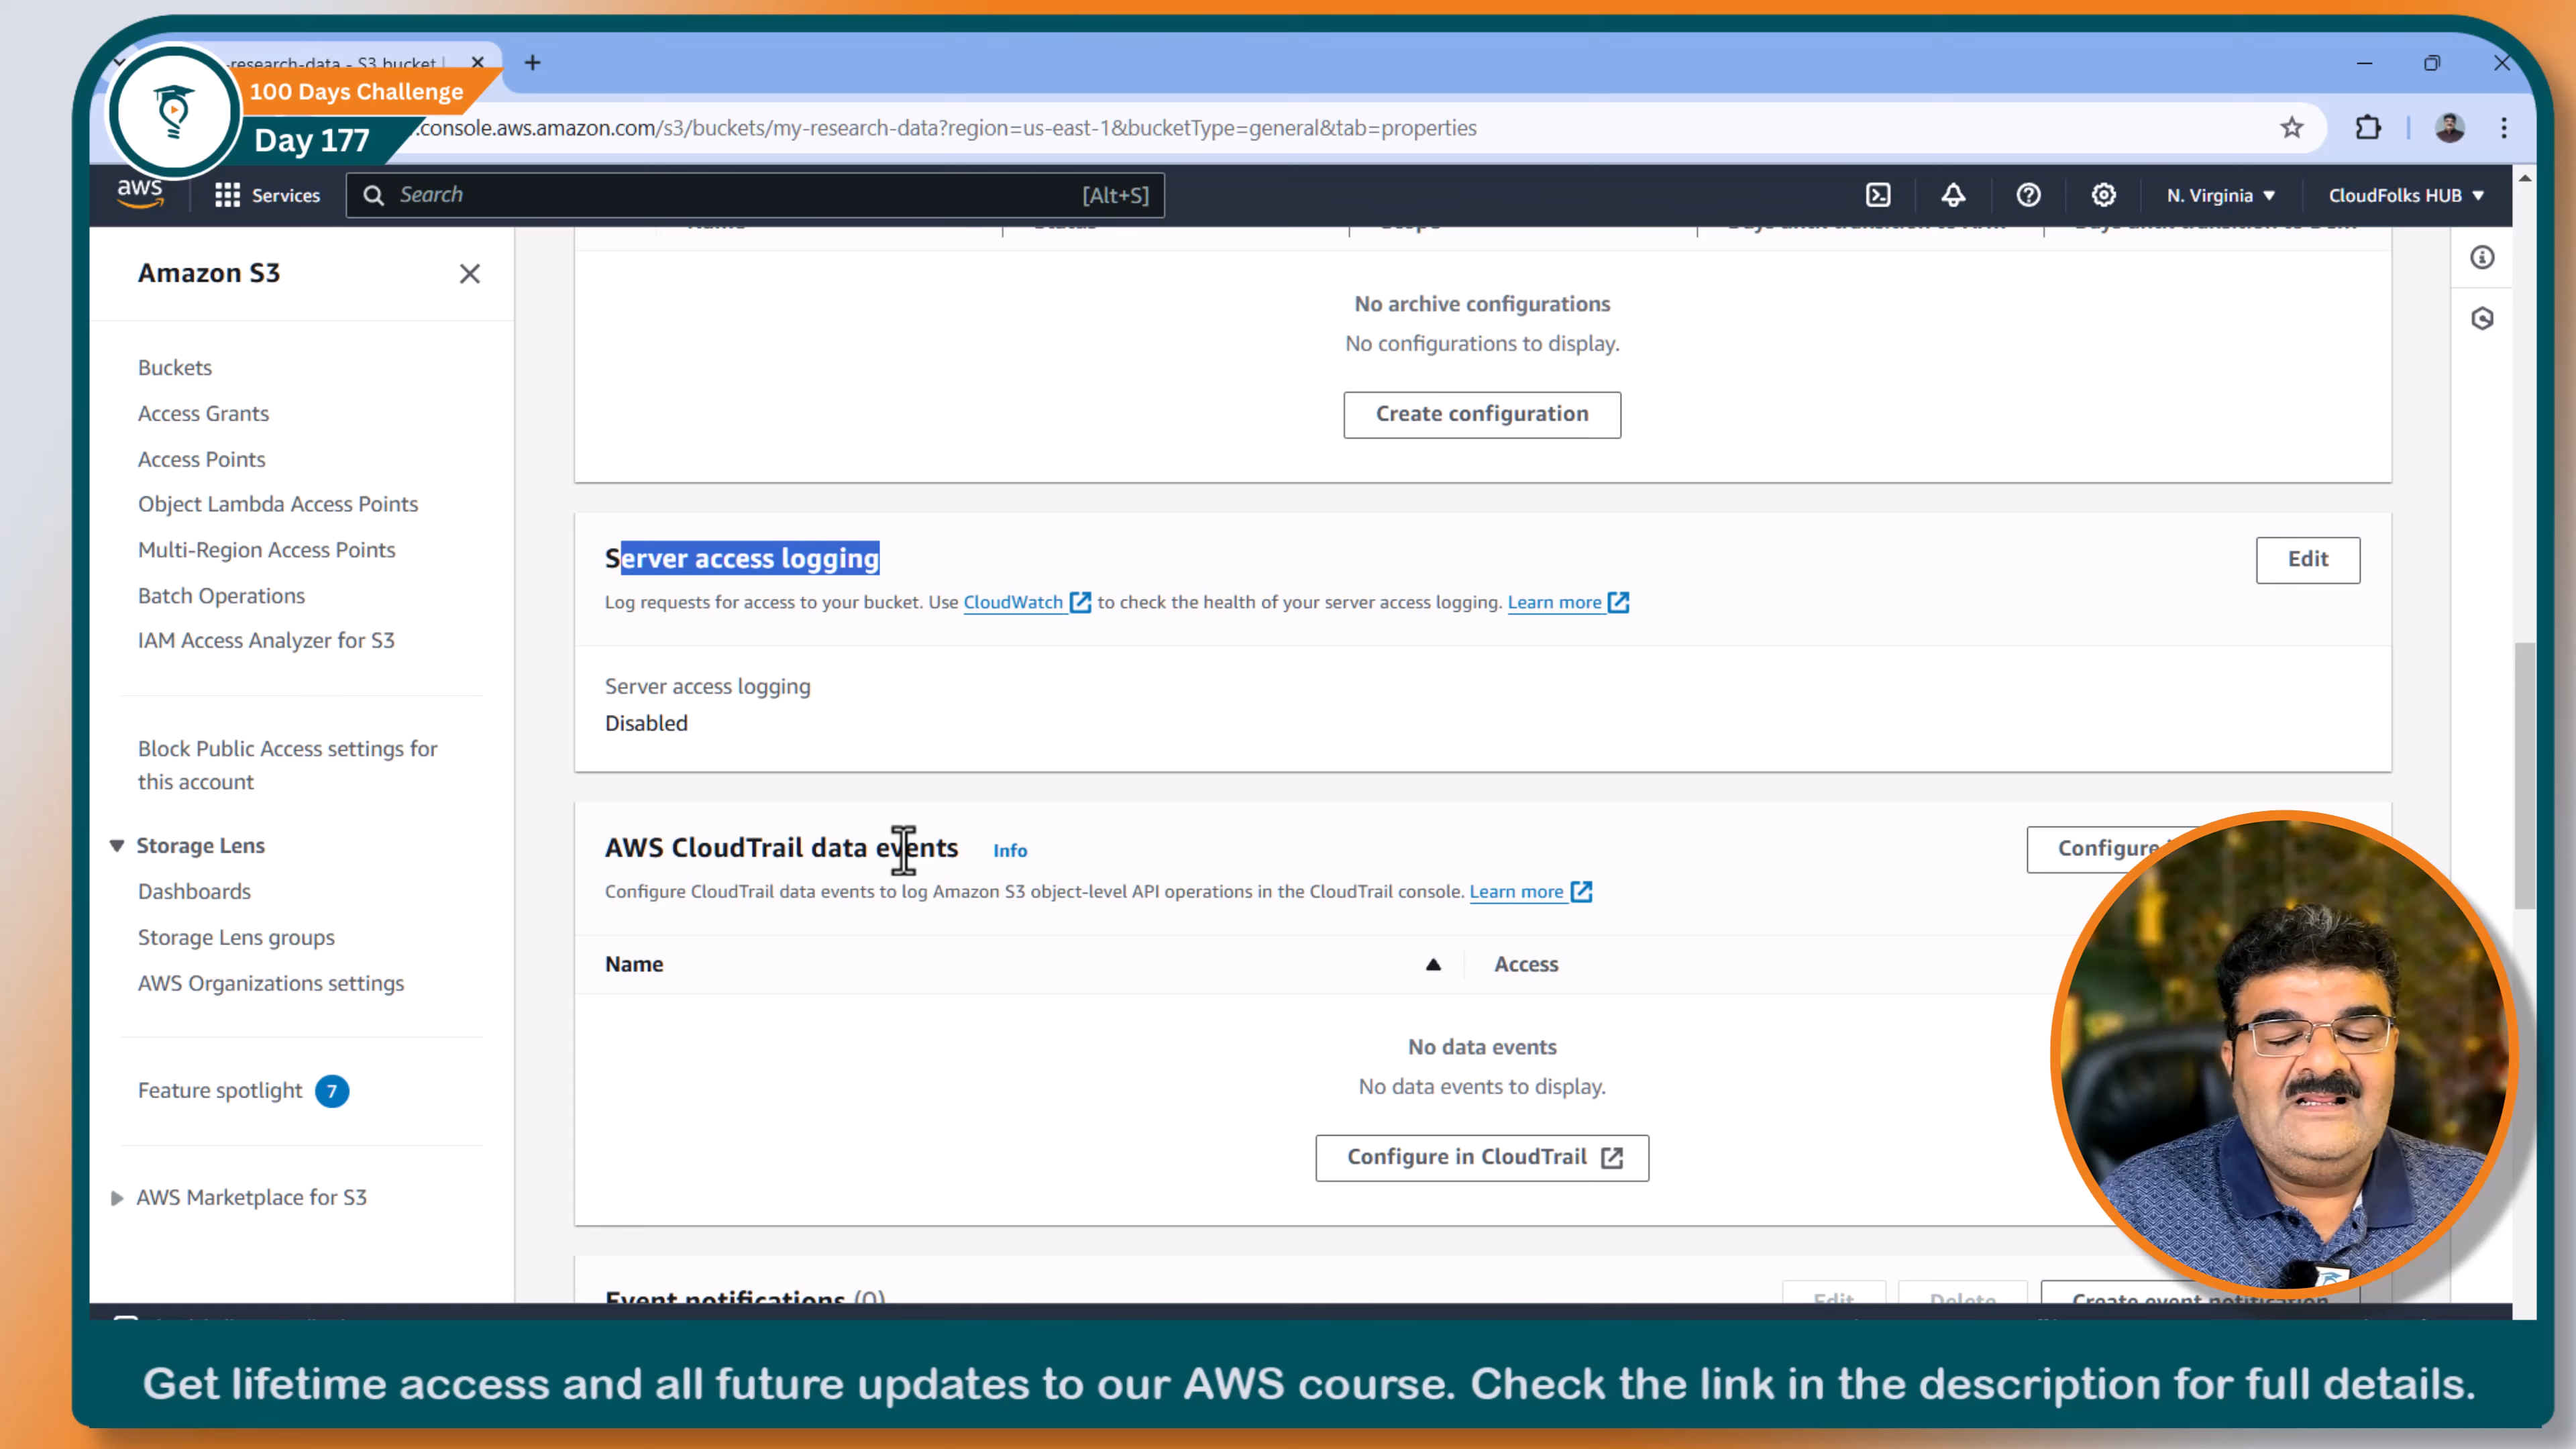 -research-data - S3 bucket
100 Days Challenge
Day 177
.console.aws.amazon.com/s3/buckets/my-research-data?region=us-east-1&bucketType=general&tab=properties
aws
Services
Search
[Alt+S]
N. Virginia
CloudFolks HUB
Amazon S3
Buckets
Access Grants
Access Points
Object Lambda Access Points
Multi-Region Access Points
Batch Operations
IAM Access Analyzer for S3
Block Public Access settings for
this account
Storage Lens
Dashboards
Storage Lens groups
AWS Organizations settings
Feature spotlight 7
AWS Marketplace for S3
Name
Status
Scope
No archive configurations
No configurations to display.
Create configuration
Server access logging
Edit
Log requests for access to your bucket. Use CloudWatch to check the health of your server access logging. Learn more
Server access logging
Disabled
AWS CloudTrail data events Info
Configure
Configure CloudTrail data events to log Amazon S3 object-level API operations in the CloudTrail console. Learn more
Name
Access
No data events
No data events to display.
Configure in CloudTrail
Event notifications (0)
Edit
Delete
Create event notification
Get lifetime access and all future updates to our AWS course. Check the link in the description for full details.